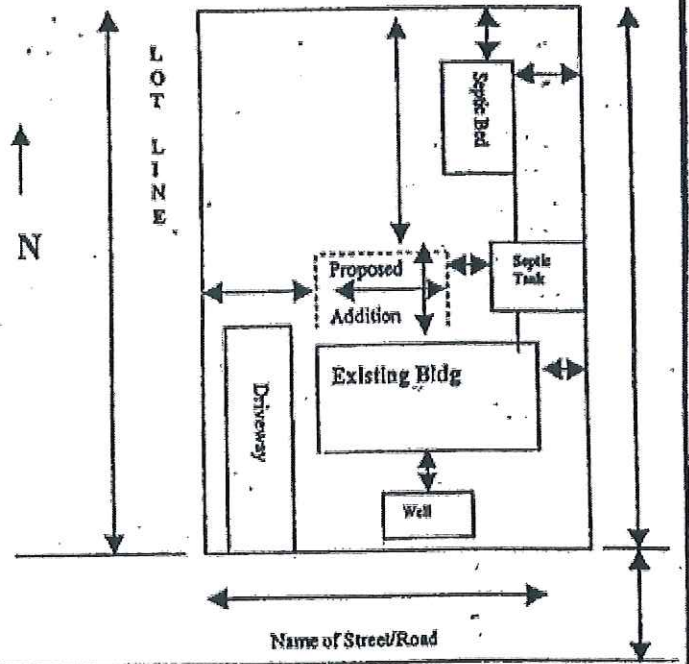 LOT LINE
Septic Bed
N
Proposed
Addition
Septic
Tank
Existing Bldg
Driveway
Well
Name of Street/Road